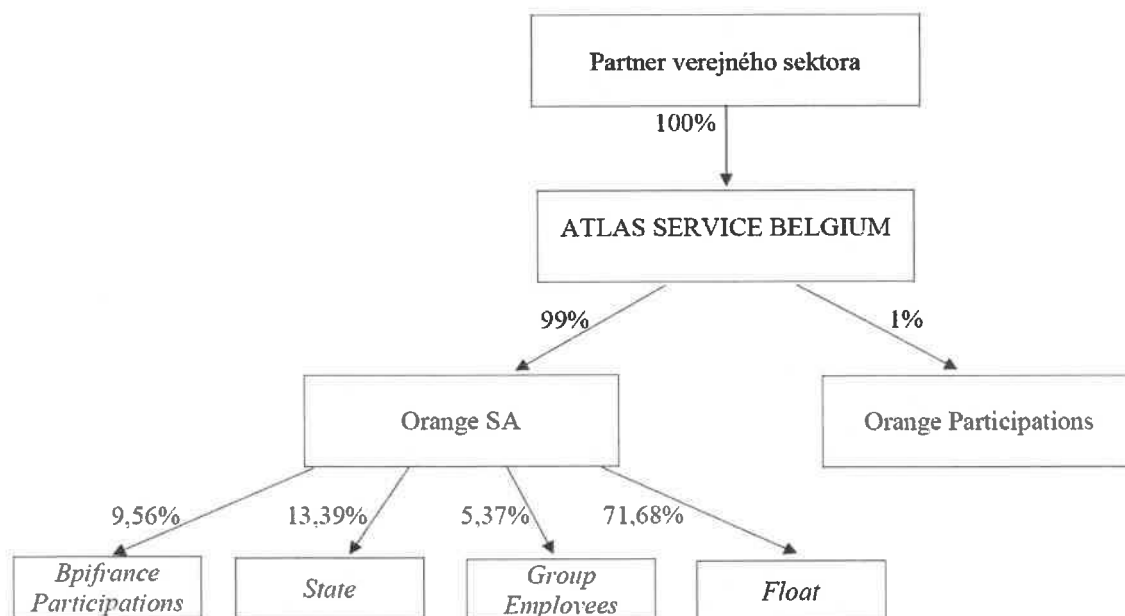 Partner verejného sektora
100%
ATLAS SERVICE BELGIUM
99%
1%
Orange SA
Orange Participations
9,56%
13,39%
5,37%
71,68%
Bpifrance
Participations
State
Group
Employees
Float